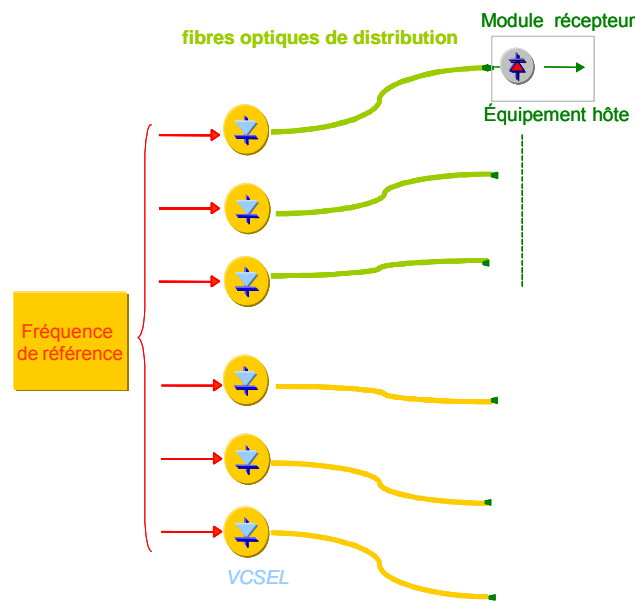 Module récepteur
fibres optiques de distribution
Équipement hôte
Fréquence
de référence
VCSEL